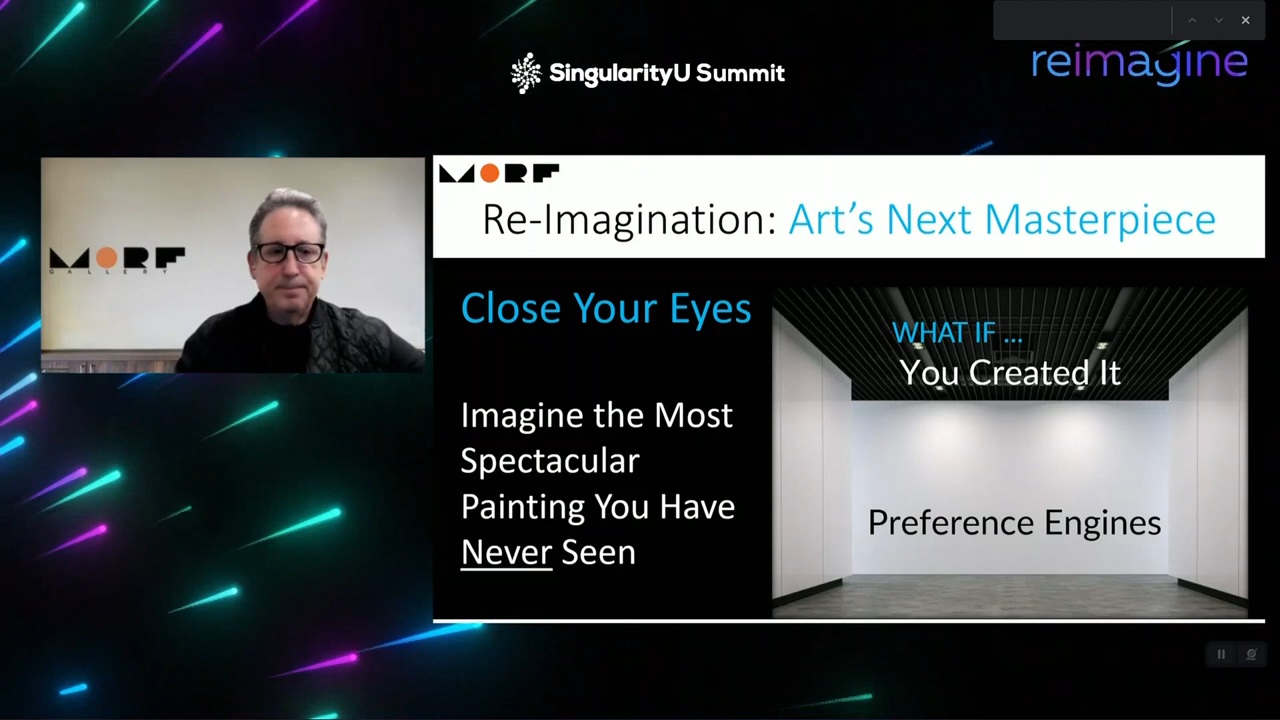 SingularityU Summit
reimagine
MORF
GALLERY
MORF
Re-Imagination: Art's Next Masterpiece
Close Your Eyes
Imagine the Most
Spectacular
Painting You Have
Never Seen
WHAT IF ...
You Created It
Preference Engines